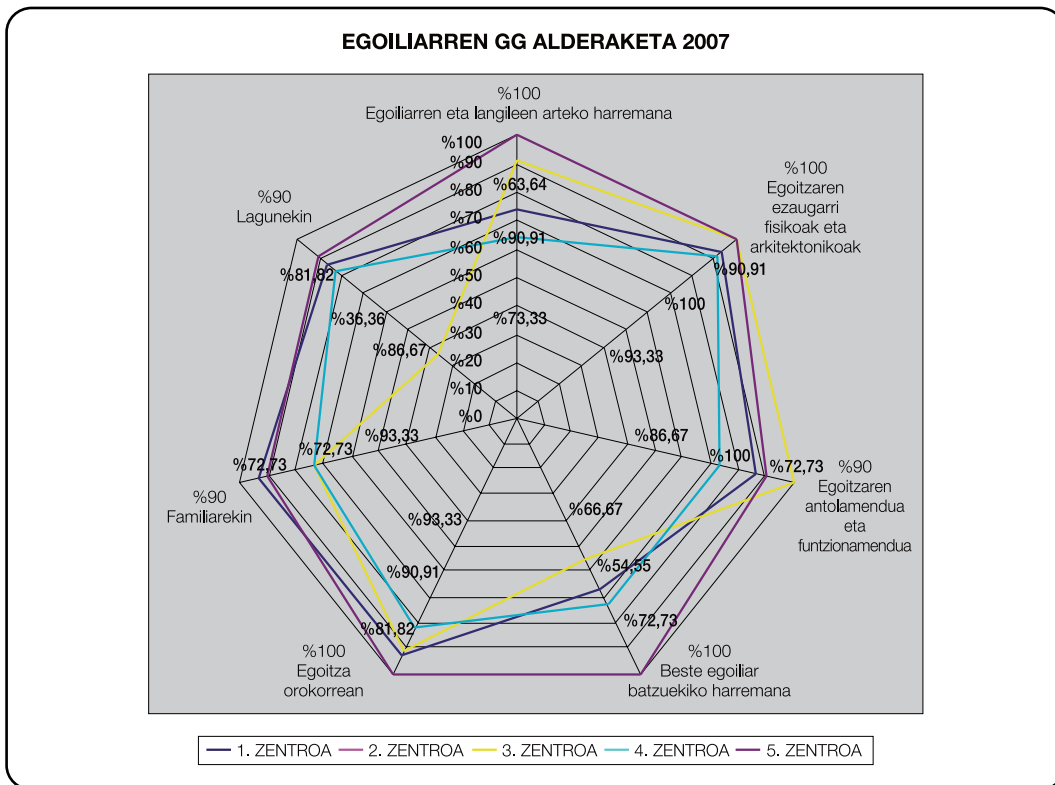 EGOILIARREN GG ALDERAKETA 2007
%100
Egoiliarren eta langileen arteko harremana
%100
Egoitzaren
ezaugarri
fisikoak eta
arkitektonikoak
%90
Egoitzaren
antolamendua
eta
funtzionamendua
%100
Beste egoiliar
batzuekiko harremana
%100
Egoitza
orokorrean
%90
Familiarekin
%90
Lagunekin
%100
%90
%80
%70
%60
%50
%40
%30
%20
%10
%0
%63,64
%90,91
%73,33
%90,91
%100
%93,33
%86,67
%100
%72,73
%66,67
%54,55
%72,73
%93,33
%90,91
%81,82
%93,33
%72,73
%72,73
%86,67
%36,36
%81,82
1. ZENTROA 2. ZENTROA 3. ZENTROA 4. ZENTROA 5. ZENTROA